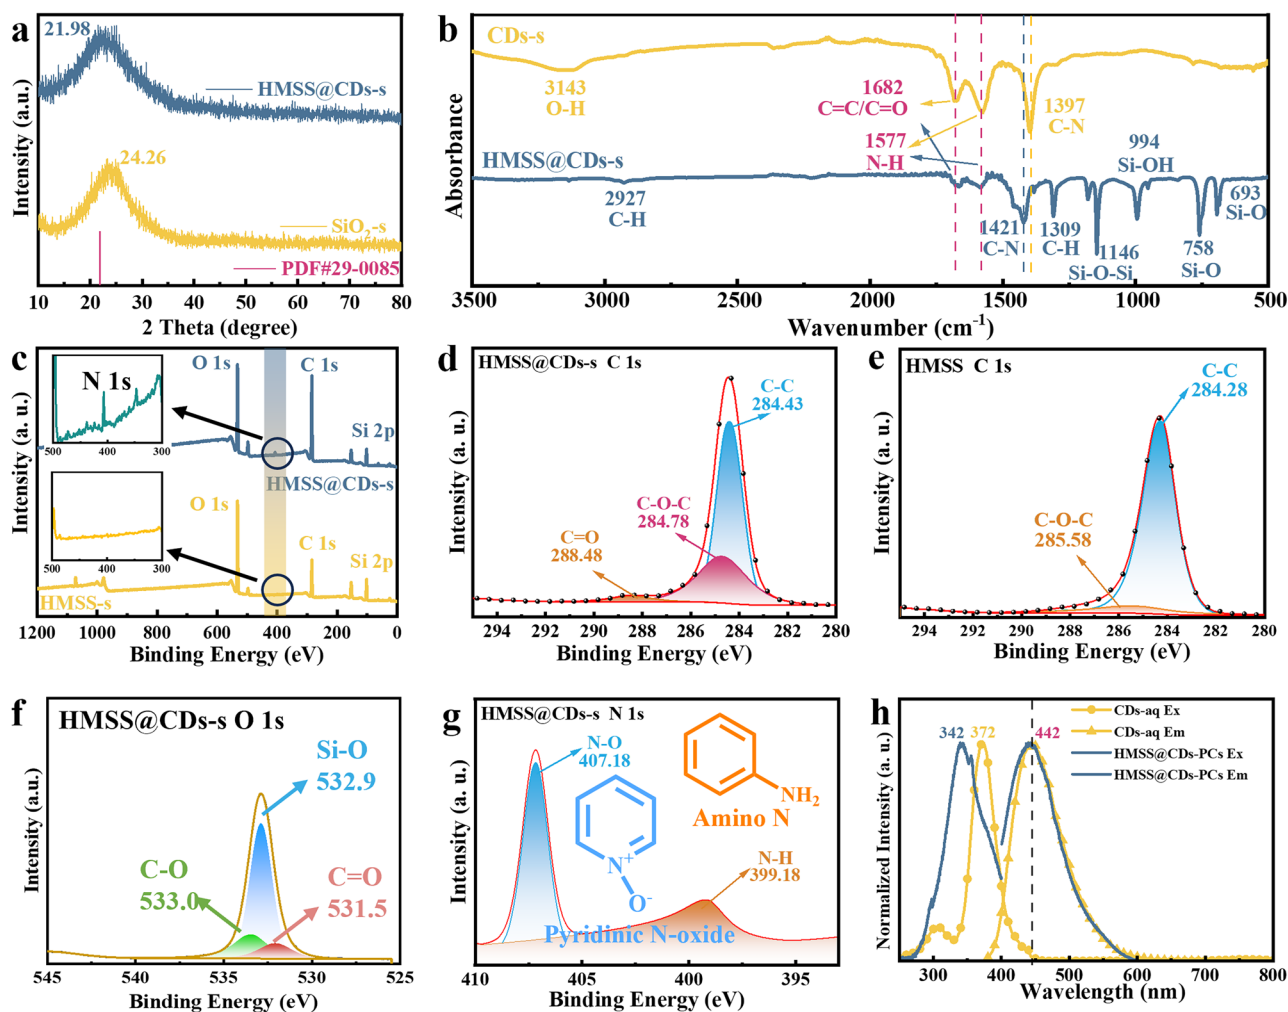 a
21.98
HMSS@CDs-s
24.26
SiO2-s
PDF#29-0085
Intensity (a.u.)
10 20 30 40 50 60 70 80
2 Theta (degree)
b
CDs-s
3143
O-H
1682
C=C/C=O
1577
N-H
1397
C-N
HMSS@CDs-s
2927
C-H
1421
C-N
1309
C-H
1146
Si-O-Si
994
Si-OH
758
Si-O
693
Si-O
Absorbance
3500 3000 2500 2000 1500 1000 500
Wavenumber (cm-1)
c
N 1s
500 400 300
O 1s
C 1s
Si 2p
HMSS@CDs-s
500 400 300
O 1s
C 1s
Si 2p
HMSS-s
Intensity (a. u.)
1200 1000 800 600 400 200 0
Binding Energy (eV)
d
HMSS@CDs-s C 1s
C-C
284.43
C-O-C
284.78
C=O
288.48
Intensity (a. u.)
294 292 290 288 286 284 282 280
Binding Energy (eV)
e
HMSS C 1s
C-C
284.28
C-O-C
285.58
Intensity (a. u.)
294 292 290 288 286 284 282 280
Binding Energy (eV)
f
HMSS@CDs-s O 1s
Si-O
532.9
C-O
533.0
C=O
531.5
Intensity (a.u.)
545 540 535 530 525
Binding Energy (eV)
g
HMSS@CDs-s N 1s
N-O
407.18
NH2
Amino N
N+
O-
Pyridinic N-oxide
N-H
399.18
Intensity (a. u.)
410 405 400 395
Binding Energy (eV)
h
342 372 442
CDs-aq Ex
CDs-aq Em
HMSS@CDs-PCs Ex
HMSS@CDs-PCs Em
Normalized Intensity (a. u.)
300 400 500 600 700 800
Wavelength (nm)